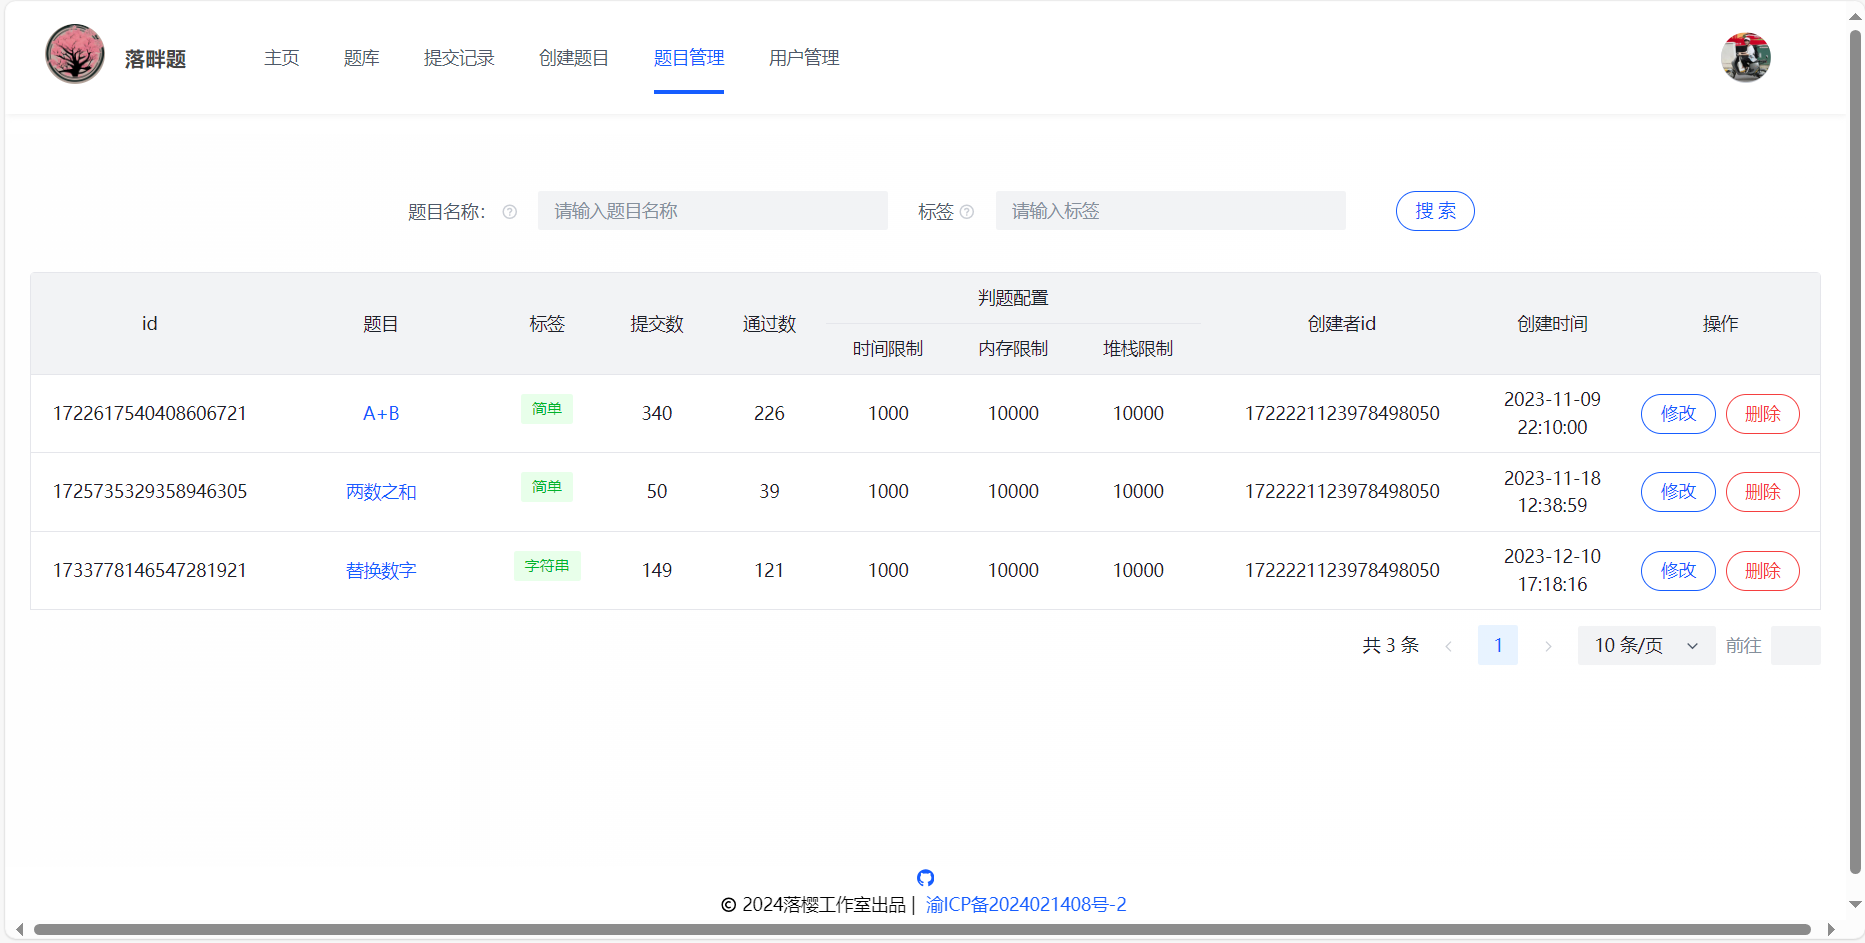 落畔题 主页 题库 提交记录 创建题目 题目管理 用户管理
题目名称： 请输入题目名称 标签 请输入标签 搜 索
id 题目 标签 提交数 通过数 判题配置 创建者id 创建时间 操作
时间限制 内存限制 堆栈限制
1722617540408606721 A+B 简单 340 226 1000 10000 10000 1722221123978498050 2023-11-09 22:10:00 修改 删除
1725735329358946305 两数之和 简单 50 39 1000 10000 10000 1722221123978498050 2023-11-18 12:38:59 修改 删除
1733778146547281921 替换数字 字符串 149 121 1000 10000 10000 1722221123978498050 2023-12-10 17:18:16 修改 删除
共 3 条 1 10 条/页 前往
© 2024落樱工作室出品 | 渝ICP备2024021408号-2